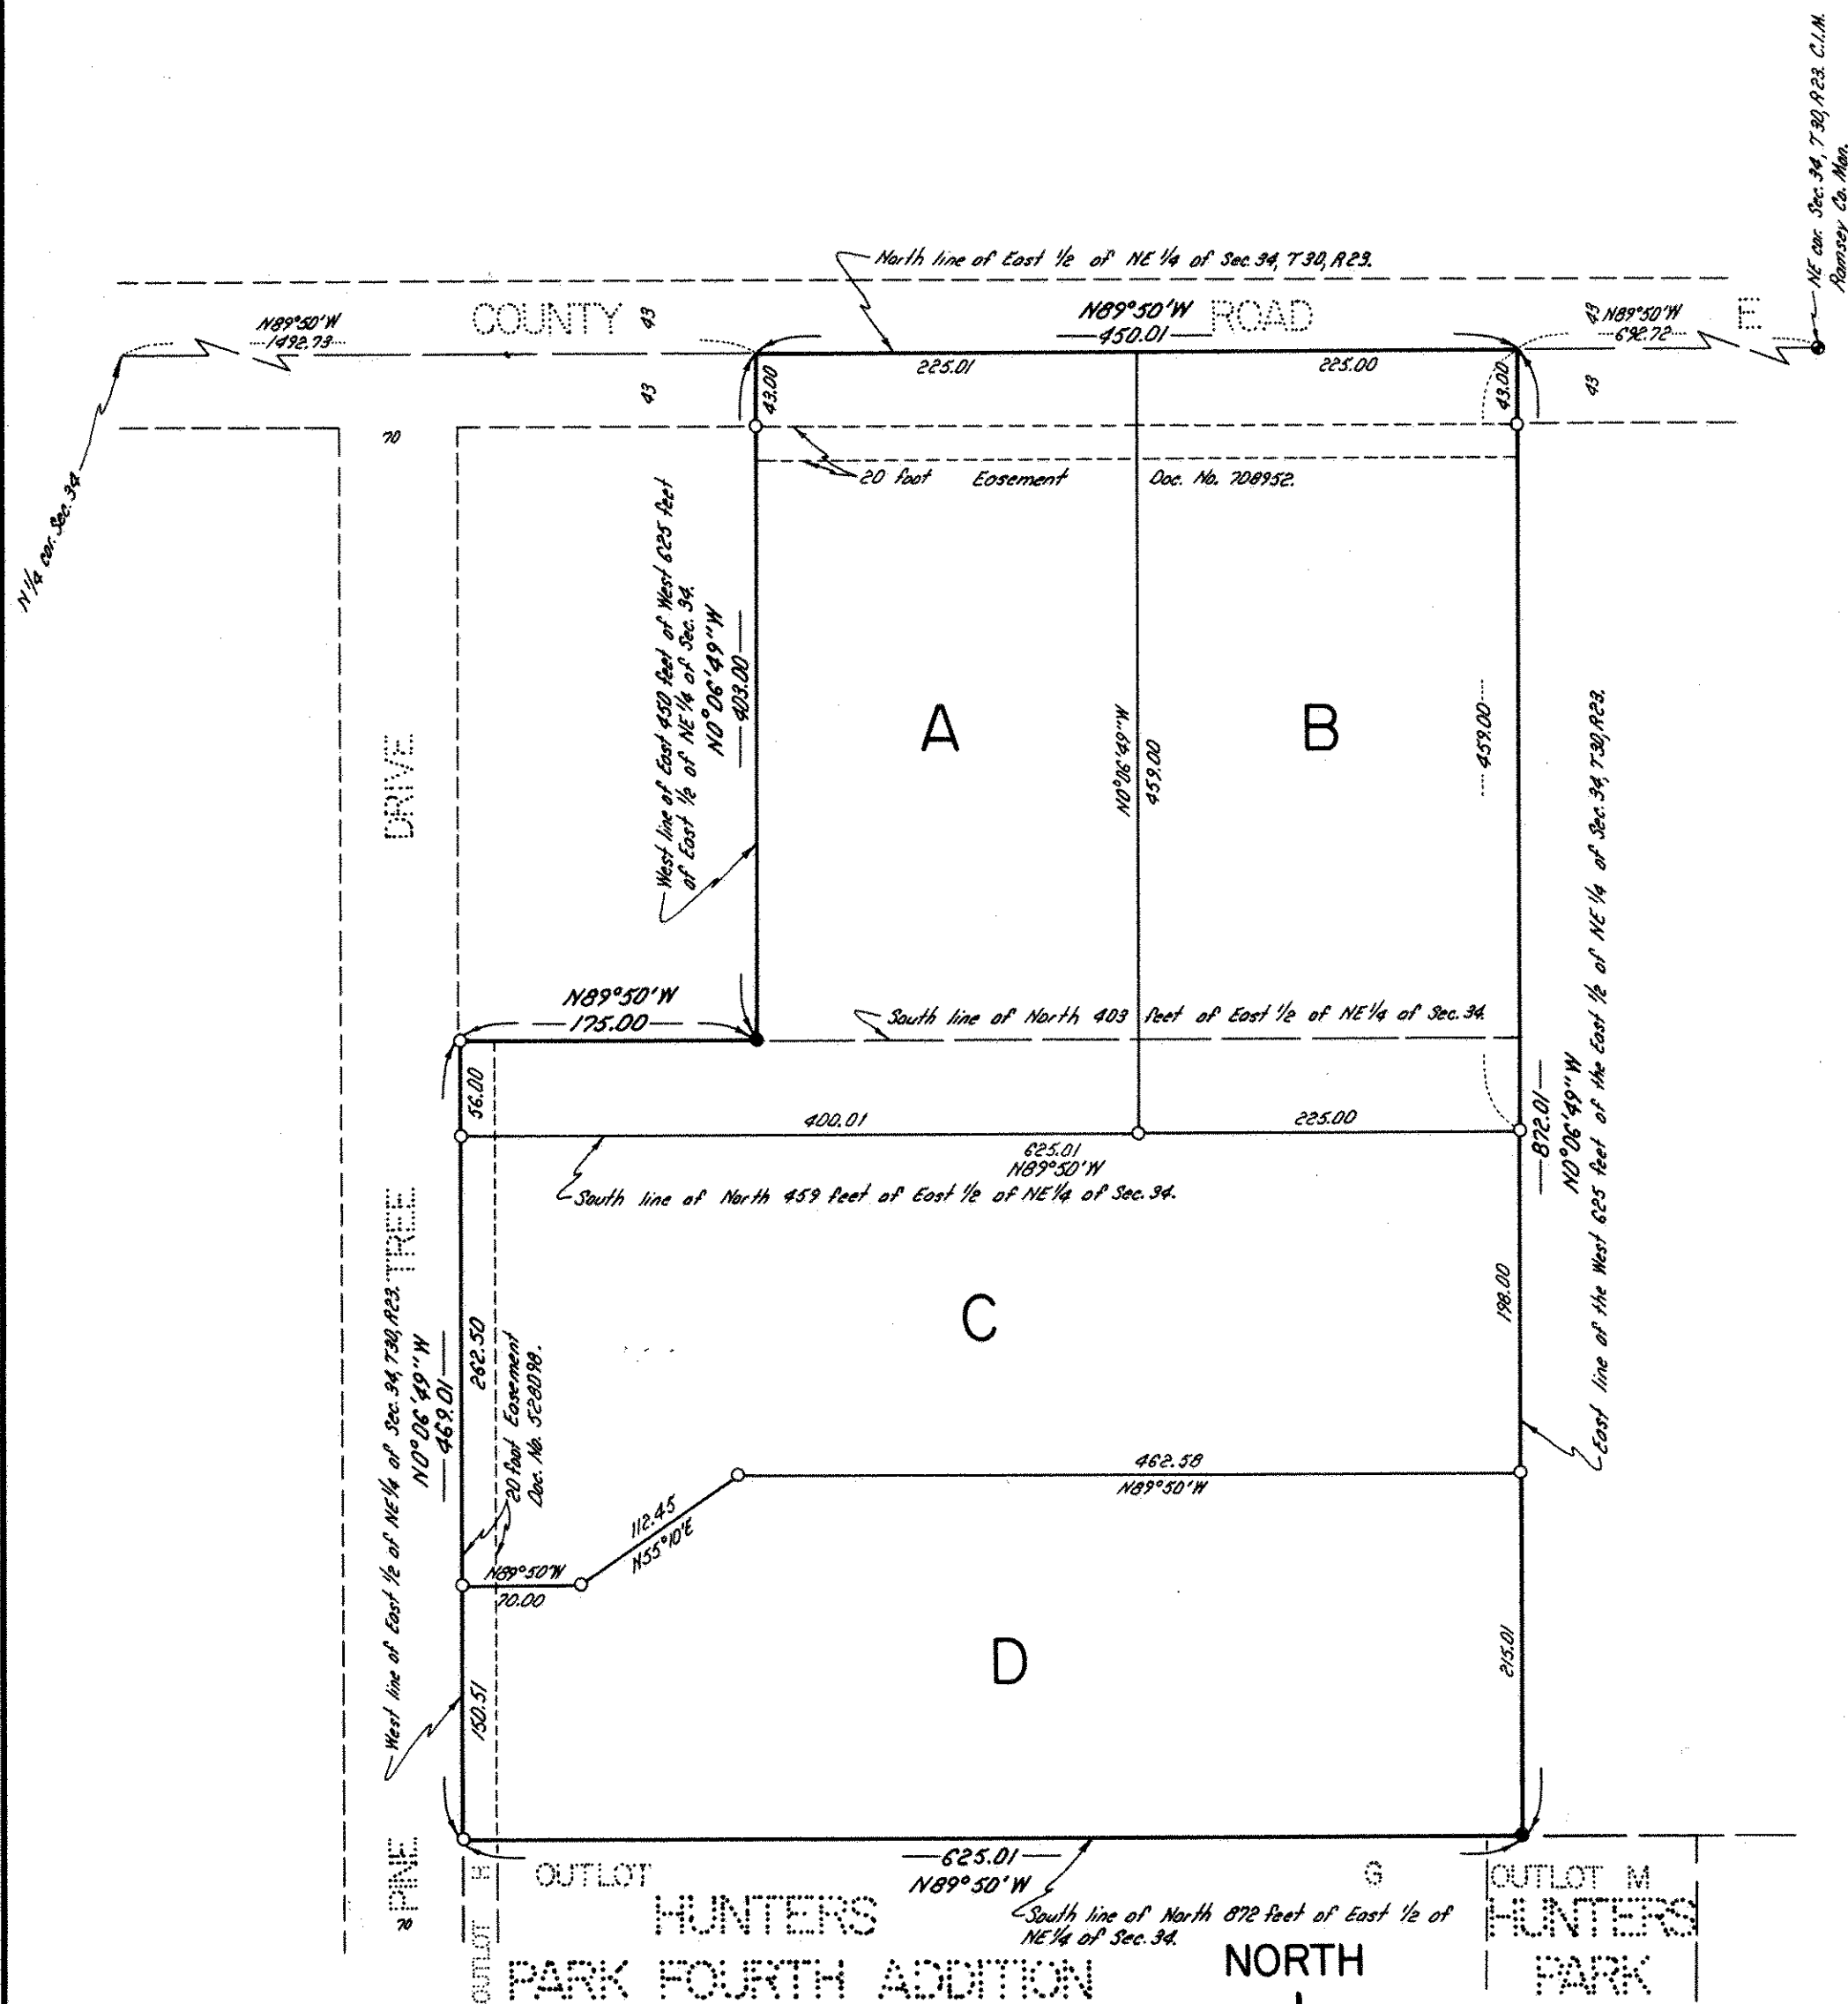 NE cor. Sec. 34, T30, R23. C.I.M.
Ramsey Co. Mon.
North line of East 1/2 of NE 1/4 of Sec. 34, T30, R23.
COUNTY
ROAD
E
N89°50'W
1492.73
43
43
N89°50'W
450.01
43
N89°50'W
692.72
43
225.01
225.00
43.00
43.00
70
20 foot Easement
Doc. No. 708952.
N 1/4 cor. Sec. 34
West line of East 450 feet of West 625 feet
of East 1/2 of NE 1/4 of Sec. 34.
N0°06'49"W
403.00
A
B
N0°06'49"W
459.00
459.00
East line of the West 625 feet of the East 1/2 of NE 1/4 of Sec. 34, T30, R23.
DRIVE
N89°50'W
175.00
South line of North 403 feet of East 1/2 of NE 1/4 of Sec. 34.
56.00
400.01
225.00
625.01
N89°50'W
872.01
N0°06'49"W
South line of North 459 feet of East 1/2 of NE 1/4 of Sec. 34.
TREE
West line of East 1/2 of NE 1/4 of Sec. 34, T30, R23.
N0°06'49"W
469.01
262.50
20 foot Easement
Doc. No. 528098.
C
198.00
462.58
N89°50'W
112.45
N55°10'E
N89°50'W
70.00
D
150.51
215.01
PINE
70
OUTLOT H
OUTLOT
G
625.01
N89°50'W
South line of North 872 feet of East 1/2 of
NE 1/4 of Sec. 34.
HUNTERS
PARK FOURTH ADDITION
OUTLOT M
HUNTERS
PARK
NORTH